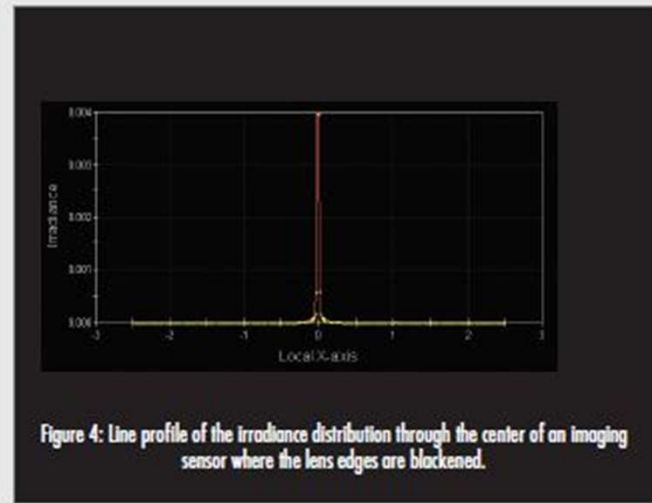 0.004
0.003
0.002
0.001
0.000
Irradiance
-3 -2 -1 0 1 2 3
Local X-axis
Figure 4: Line profile of the irradiance distribution through the center of an imaging
sensor where the lens edges are blackened.